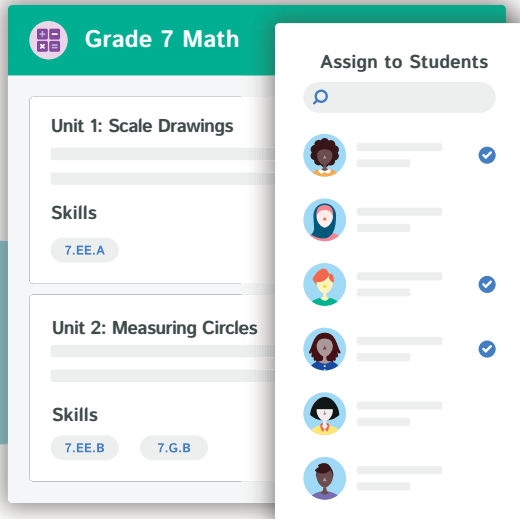 Grade 7 Math
Unit 1: Scale Drawings
Skills
7.EE.A
Unit 2: Measuring Circles
Skills
7.EE.B 7.G.B
Assign to Students